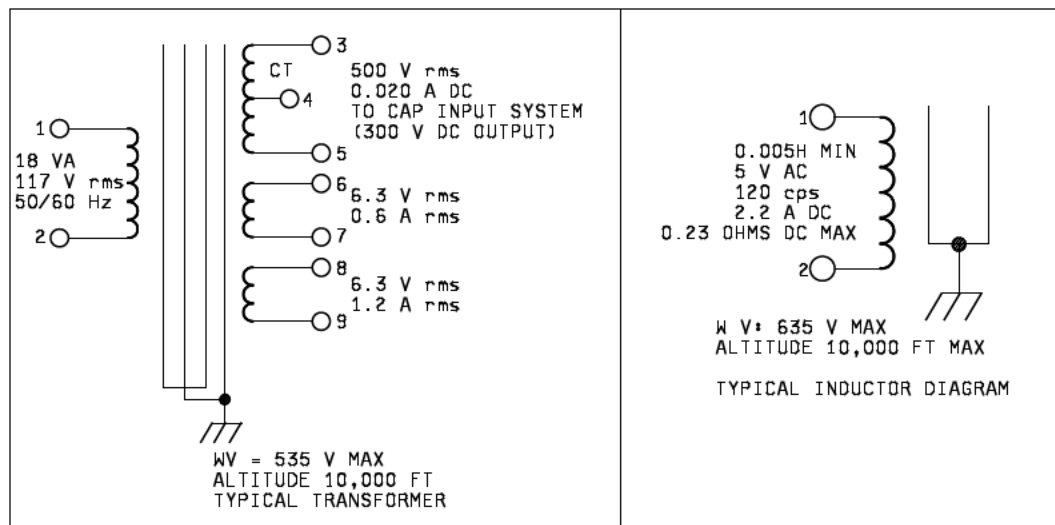 3
CT
500 V rms
0.020 A DC
4
TO CAP INPUT SYSTEM
(300 V DC OUTPUT)
1
18 VA
117 V rms
50/60 Hz
2
5
6
6.3 V rms
0.6 A rms
7
8
6.3 V rms
1.2 A rms
9
WV = 535 V MAX
ALTITUDE 10,000 FT
TYPICAL TRANSFORMER
1
0.005H MIN
5 V AC
120 cps
2.2 A DC
0.23 OHMS DC MAX
2
W V: 635 V MAX
ALTITUDE 10,000 FT MAX
TYPICAL INDUCTOR DIAGRAM